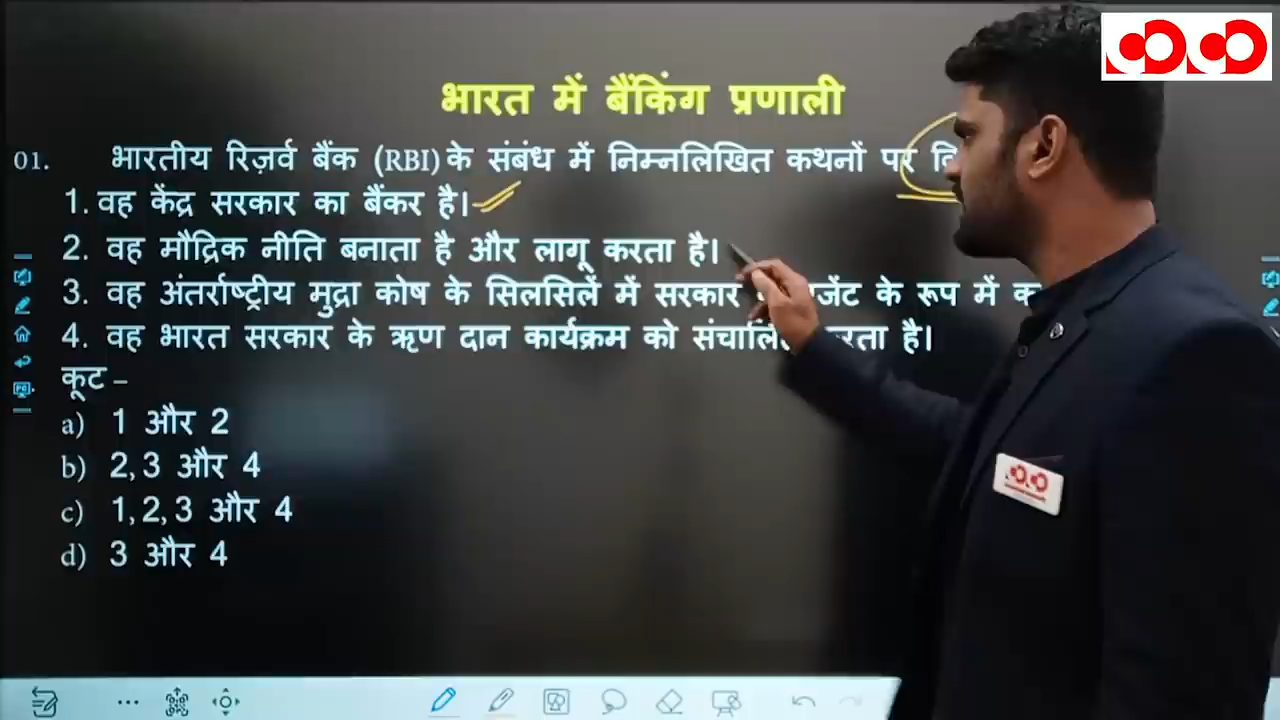 भारत में बैंकिंग प्रणाली
01. भारतीय रिज़र्व बैंक (RBI) के संबंध में निम्नलिखित कथनों पर
1. वह केंद्र सरकार का बैंकर है।
2. वह मौद्रिक नीति बनाता है और लागू करता है।
3. वह अंतर्राष्ट्रीय मुद्रा कोष के सिलसिलें में सरकार के रूप में
4. वह भारत सरकार के ऋण दान कार्यक्रम को है।
कूट –
a) 1 और 2
b) 2,3 और 4
c) 1,2,3 और 4
d) 3 और 4